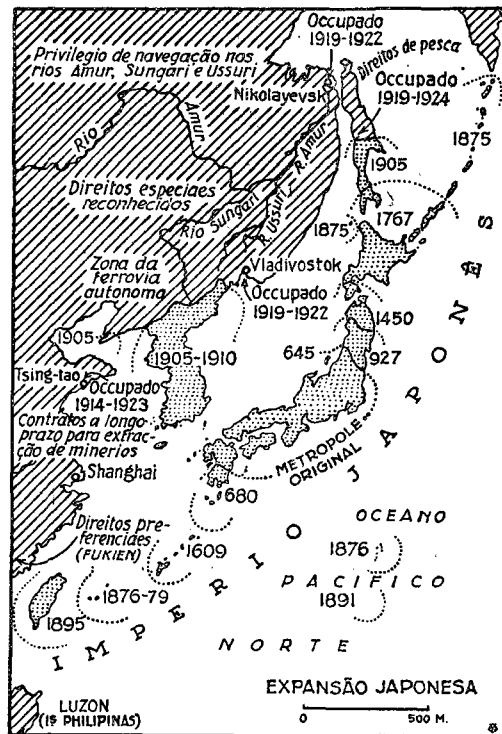 Occupado
1919-1922
Privilegio de navegação nos
rios Amur, Sungari e Ussuri
Direitos de pesca
Occupado
1919-1924
Nikolayevsk
Rio
Amur
R. Amur
1875
1905
Direitos especiaes
reconhecidos
Rio Sungari
R. Ussuri
1767
1875
Zona da
ferrovia
autonoma
Vladivostok
Occupado
1919-1922
1905
1905-1910
1450
645
927
Tsing-tao
Occupado
1914-1923
Contratos a longo-
prazo para extrac-
ção de minerios
METROPOLE
ORIGINAL
Shanghai
680
Direitos pre-
ferenciaes
(FUKIEN)
1609
OCEANO
1876
PACIFICO
1876-79
1891
1895
NORTE
IMPERIO JAPONÊS
LUZON
(Iˢ PHILIPINAS)
EXPANSÃO JAPONESA
0 500 M.